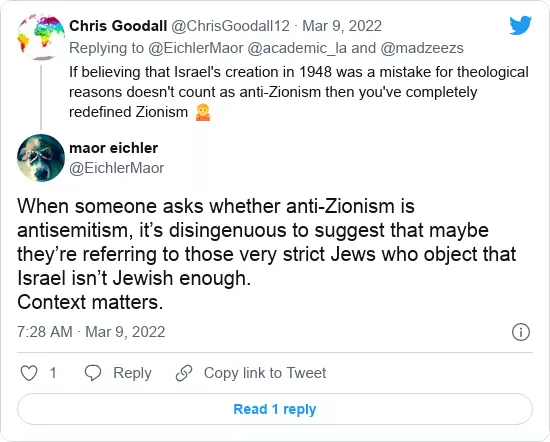 Chris Goodall @ChrisGoodall12 · Mar 9, 2022
Replying to @EichlerMaor @academic_la and @madzeezs
If believing that Israel's creation in 1948 was a mistake for theological
reasons doesn't count as anti-Zionism then you've completely
redefined Zionism 🤷
maor eichler
@EichlerMaor
When someone asks whether anti-Zionism is
antisemitism, it's disingenuous to suggest that maybe
they're referring to those very strict Jews who object that
Israel isn't Jewish enough.
Context matters.
7:28 AM · Mar 9, 2022
1 Reply Copy link to Tweet
Read 1 reply